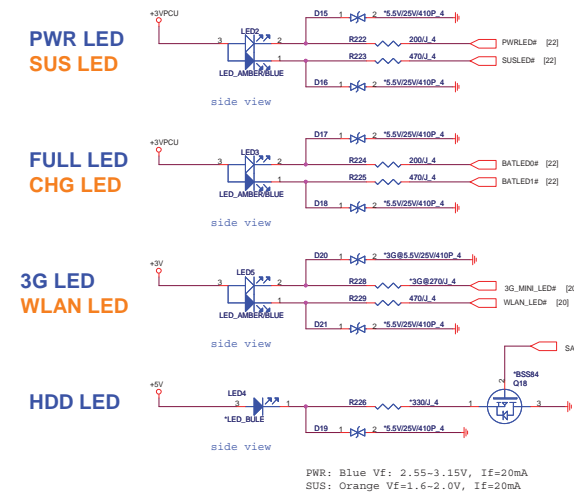 +3VPCU
D15 1 2 *5.5V/25V/410P_4
PWR LED
SUS LED
LED2
3 2 R222 200/J_4 PWRLED# [22]
1 R223 470/J_4 SUSLED# [22]
LED_AMBER/BLUE
D16 1 2 *5.5V/25V/410P_4
side view
+3VPCU
D17 1 2 *5.5V/25V/410P_4
FULL LED
CHG LED
LED3
3 2 R224 200/J_4 BATLED0# [22]
1 R225 470/J_4 BATLED1# [22]
LED_AMBER/BLUE
D18 1 2 *5.5V/25V/410P_4
side view
+3V
D20 1 2 *3G@5.5V/25V/410P_4
3G LED
WLAN LED
LED5
3 2 R228 *3G@270/J_4 3G_MINI_LED# [20
1 R229 470/J_4 WLAN_LED# [20]
LED_AMBER/BLUE
D21 1 2 *5.5V/25V/410P_4
side view
SA
+5V
2 *BSS84
Q18
HDD LED
LED4
3 1 R226 *330/J_4 1 3
*LED_BULE
D19 1 2 *5.5V/25V/410P_4
side view
PWR: Blue Vf: 2.55~3.15V, If=20mA
SUS: Orange Vf=1.6~2.0V, If=20mA